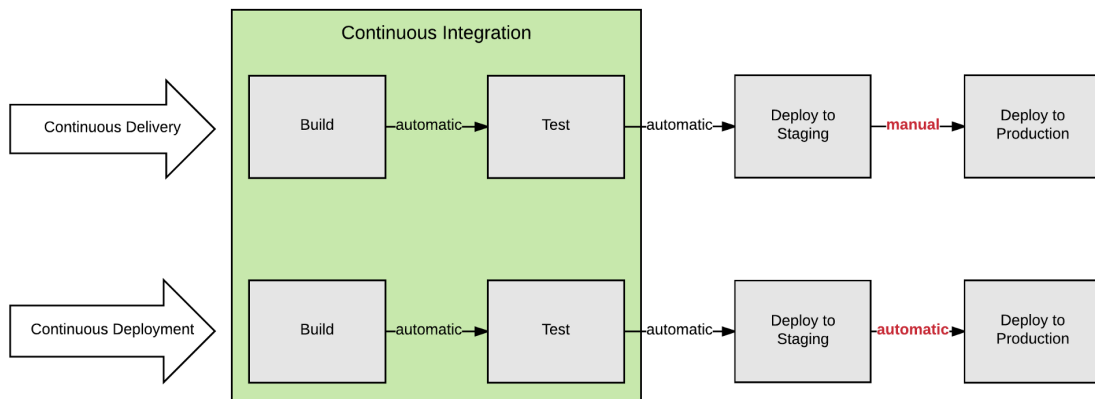 Continuous Integration
Continuous Delivery
Build
automatic
Test
automatic
Deploy to
Staging
manual
Deploy to
Production
Continuous Deployment
Build
automatic
Test
automatic
Deploy to
Staging
automatic
Deploy to
Production